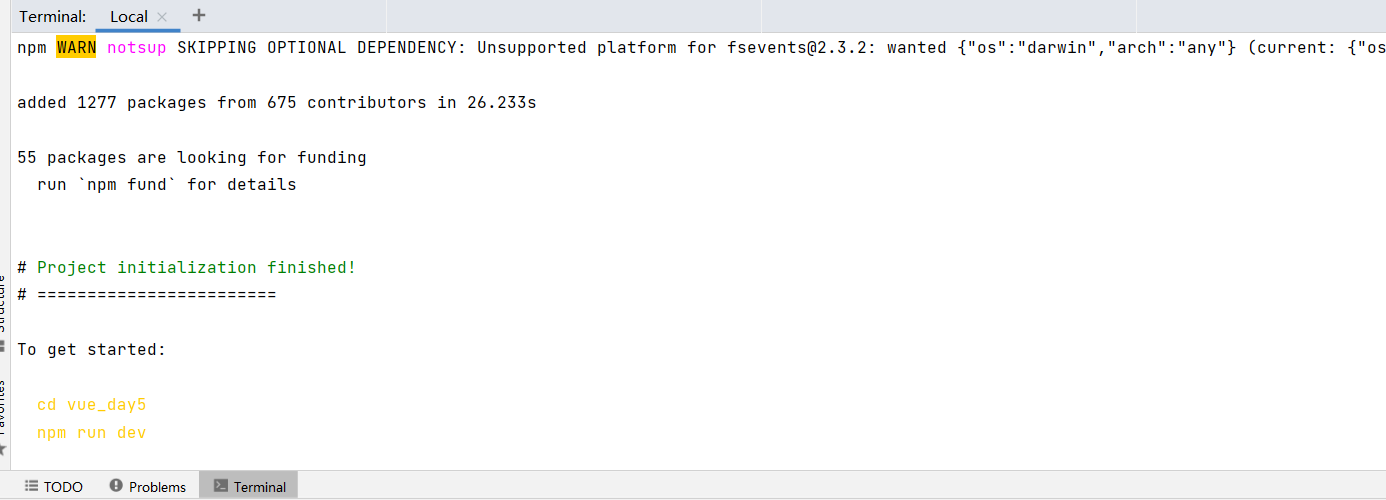 Terminal: Local
npm WARN notsup SKIPPING OPTIONAL DEPENDENCY: Unsupported platform for fsevents@2.3.2: wanted {"os":"darwin","arch":"any"} (current: {"os
added 1277 packages from 675 contributors in 26.233s
55 packages are looking for funding
run `npm fund` for details
# Project initialization finished!
# ========================
To get started:
cd vue_day5
npm run dev
Structure
Favorites
TODO Problems Terminal